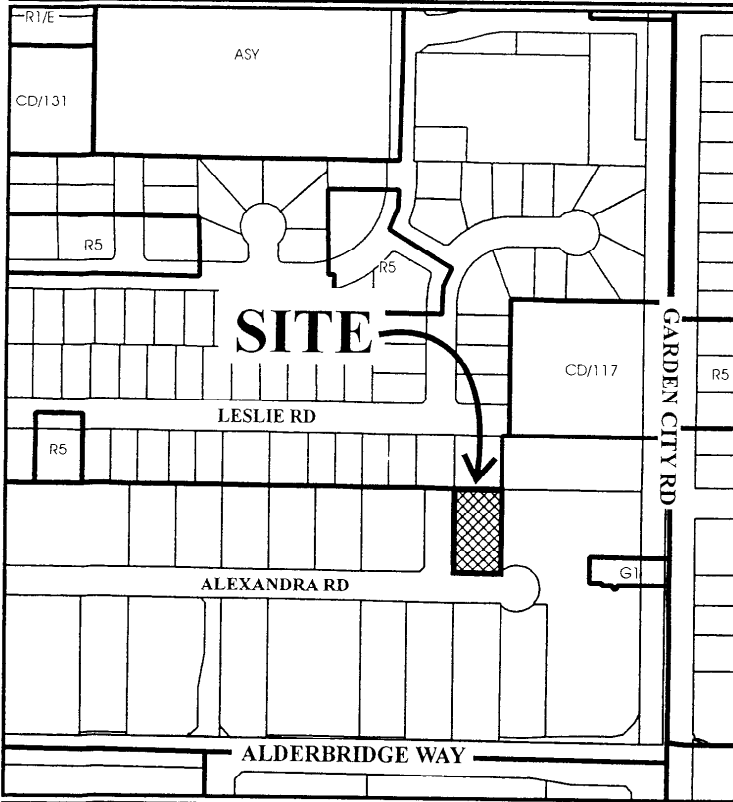 R1/E
ASY
CD/131
R5
R5
SITE
GARDEN CITY RD
CD/117
R5
LESLIE RD
R5
G1
ALEXANDRA RD
ALDERBRIDGE WAY